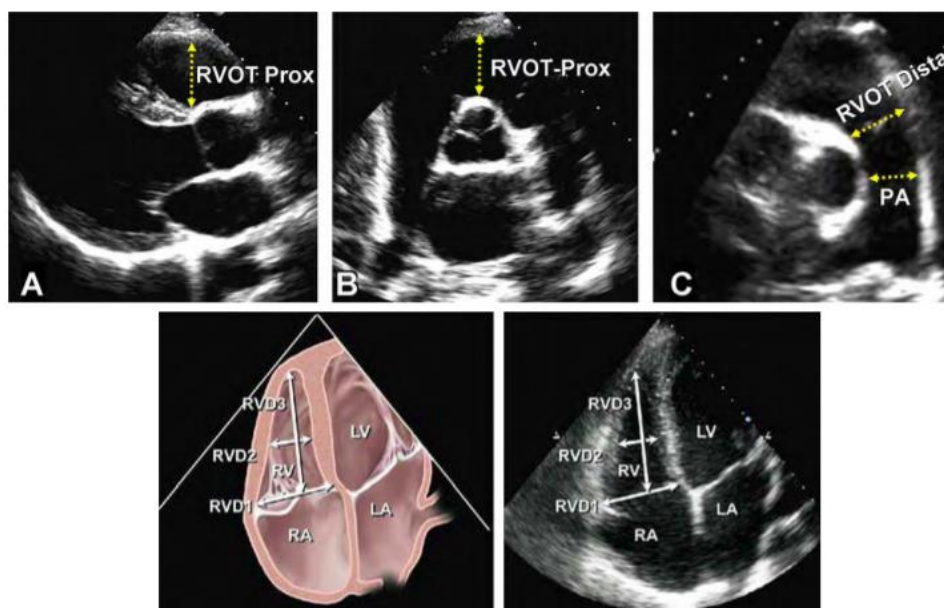 RVOT Prox
A
RVOT-Prox
B
RVOT Dista
PA
C
RVD3
LV
RVD2
RV
RVD1
LA
RA
RVD3
LV
RVD2
RV
RVD1
LA
RA